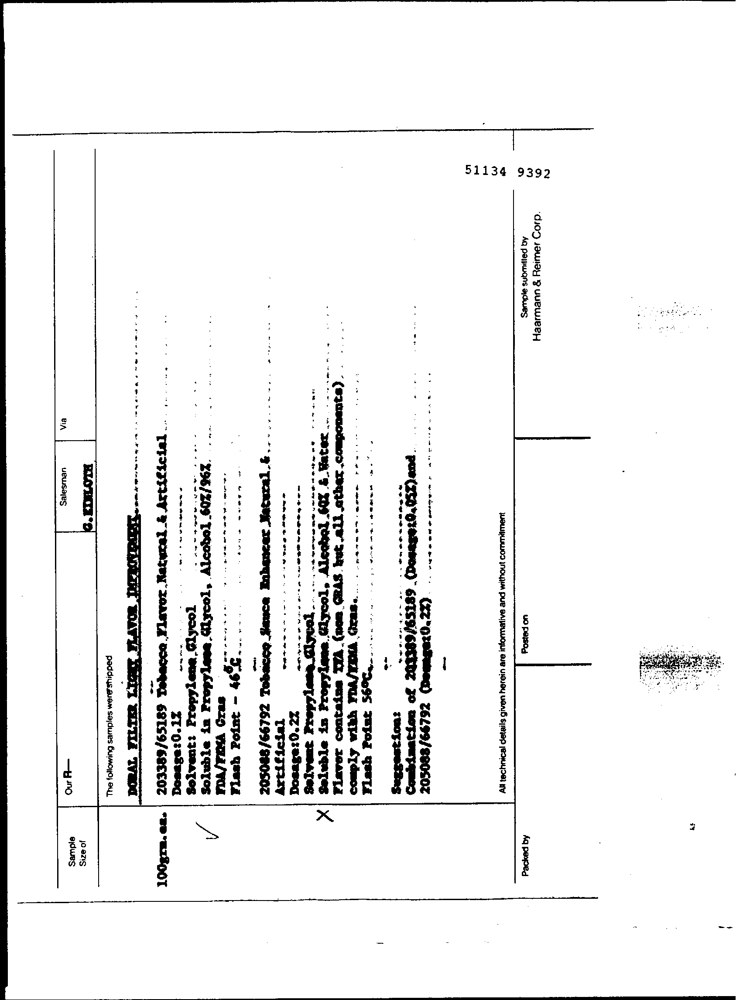 51134 9392
Sample
Size of
Our R—
Salesman
Via
G. KIELOTH
The following samples were shipped
DORAL FILTER LIGHT FLAVOR IMPROVEMENT
100grm. ea.
203389/65189 Tobacco Flavor Natural & Artificial
Dosage:0.1%
Solvent: Propylene Glycol
Soluble in Propylene Glycol, Alcohol 60%/96%
FDA/FEMA Gras
Flash Point - 46°C
205088/66792 Tobacco Sauce Enhancer Natural &
Artificial
Dosage:0.2%
Solvent Propylene Glycol
Soluble in Propylene Glycol, Alcohol 60% & Water
Flavor contains TTA (non GRAS but all other components)
comply with FDA/FEMA Gras.
Flash Point 56°C
Suggestion:
Combination of 203389/65189 (Dosage:0.05%)and
205088/66792 (Dosage:0.2%)
All technical details given herein are informative and without commitment
Packed by
Posted on
Sample submitted by
Haarmann & Reimer Corp.